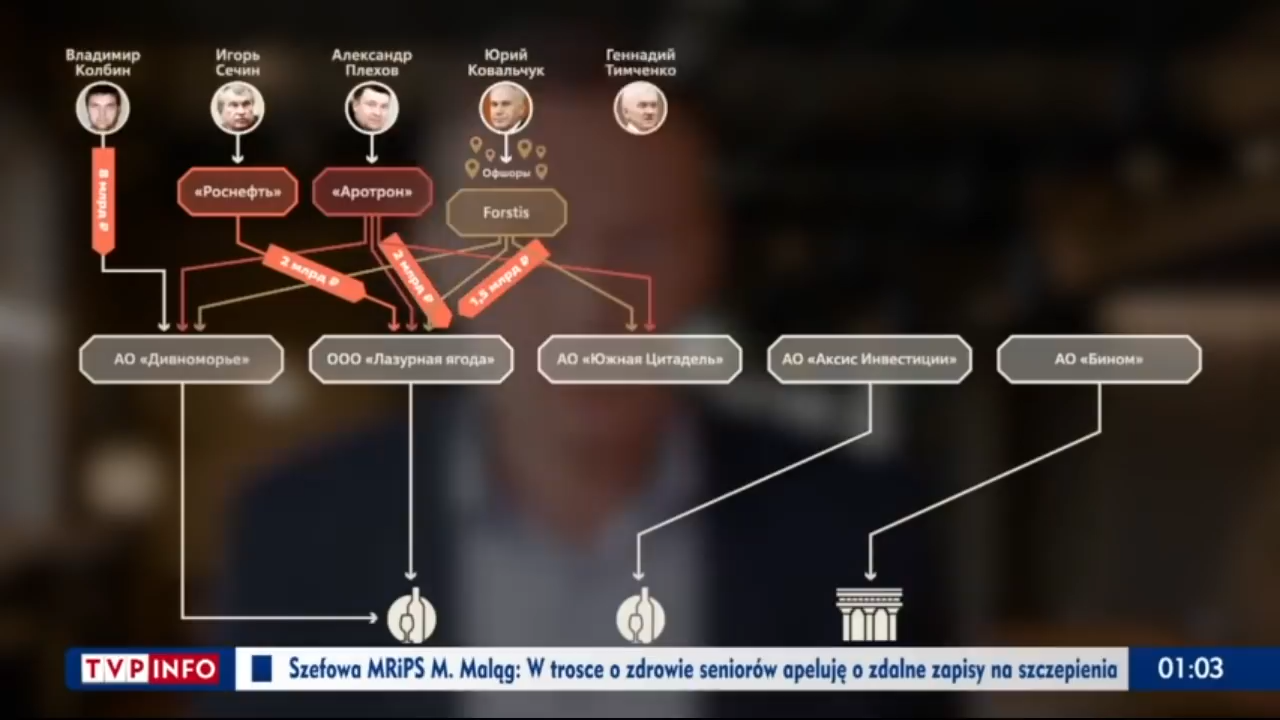 Владимир
Колбин
Игорь
Сечин
Александр
Плехов
Юрий
Ковальчук
Геннадий
Тимченко
8 млрд ₽
«Роснефть»
«Аротрон»
Офшоры
Forstis
2 млрд ₽
2 млрд ₽
1,5 млрд ₽
АО «Дивноморье»
ООО «Лазурная ягода»
АО «Южная Цитадель»
АО «Аксис Инвестиции»
АО «Бином»
TVP INFO
Szefowa MRiPS M. Maląg: W trosce o zdrowie seniorów apeluję o zdalne zapisy na szczepienia
01:03